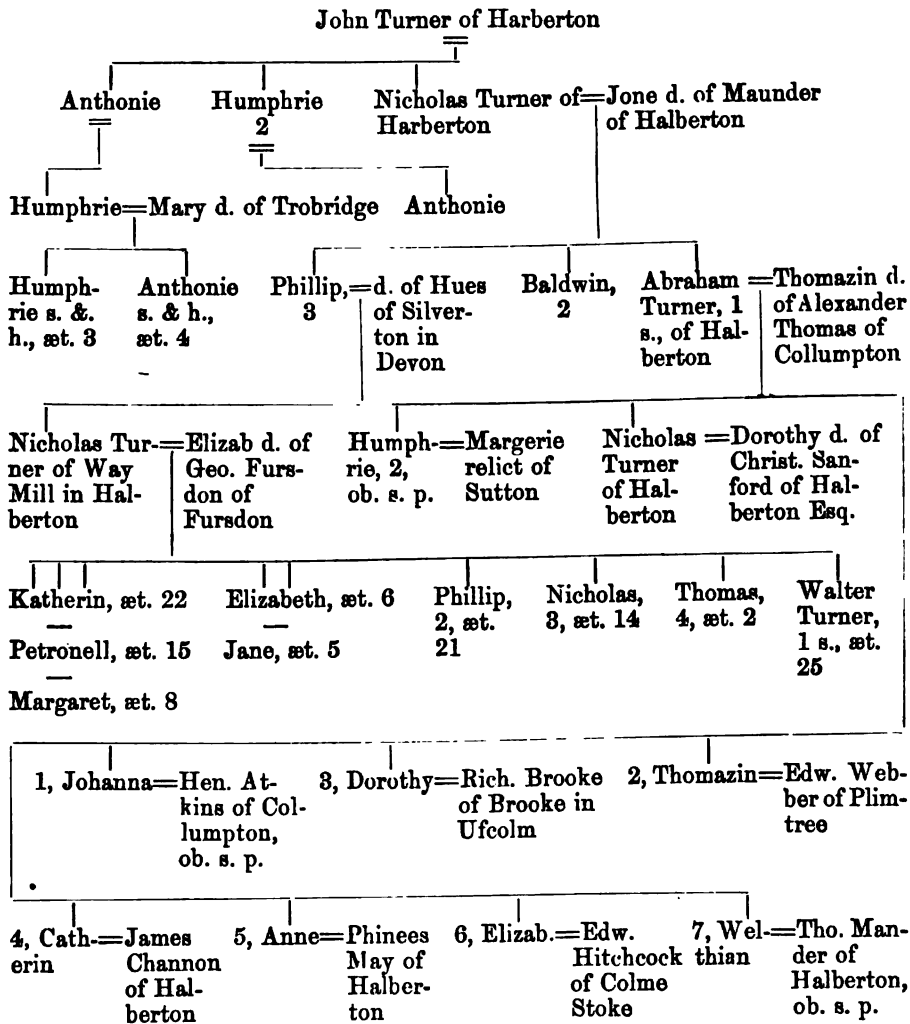 John Turner of Harberton
Anthonie
Humphrie
2
Nicholas Turner of=Jone d. of Maunder
Harberton
of Halberton
Humphrie=Mary d. of Trobridge
Anthonie
Humph-
rie s. &.
h., æt. 3
Anthonie
s. & h.,
æt. 4
Phillip,=d. of Hues
3
of Silver-
ton in
Devon
Baldwin,
2
Abraham =Thomazin d.
Turner, 1
s., of Hal-
berton
of Alexander
Thomas of
Collumpton
Nicholas Tur-=Elizab d. of
ner of Way
Mill in Hal-
berton
Geo. Furs-
don of
Fursdon
Humph-=Margerie
rie, 2,
ob. s. p.
relict of
Sutton
Nicholas =Dorothy d. of
Turner
of Hal-
berton
Christ. San-
ford of Hal-
berton Esq.
Katherin, æt. 22
Petronell, æt. 15
Margaret, æt. 8
Elizabeth, æt. 6
Jane, æt. 5
Phillip,
2, æt.
21
Nicholas,
3, æt. 14
Thomas,
4, æt. 2
Walter
Turner,
1 s., æt.
25
1, Johanna=Hen. At-
kins of Col-
lumpton,
ob. s. p.
3, Dorothy=Rich. Brooke
of Brooke in
Ufcolm
2, Thomazin=Edw. Web-
ber of Plim-
tree
4, Cath-=James
erin
Channon
of Hal-
berton
5, Anne=Phinees
May of
Halber-
ton
6, Elizab.=Edw.
Hitchcock
of Colme
Stoke
7, Wel-=Tho. Man-
thian
der of
Halberton,
ob. s. p.